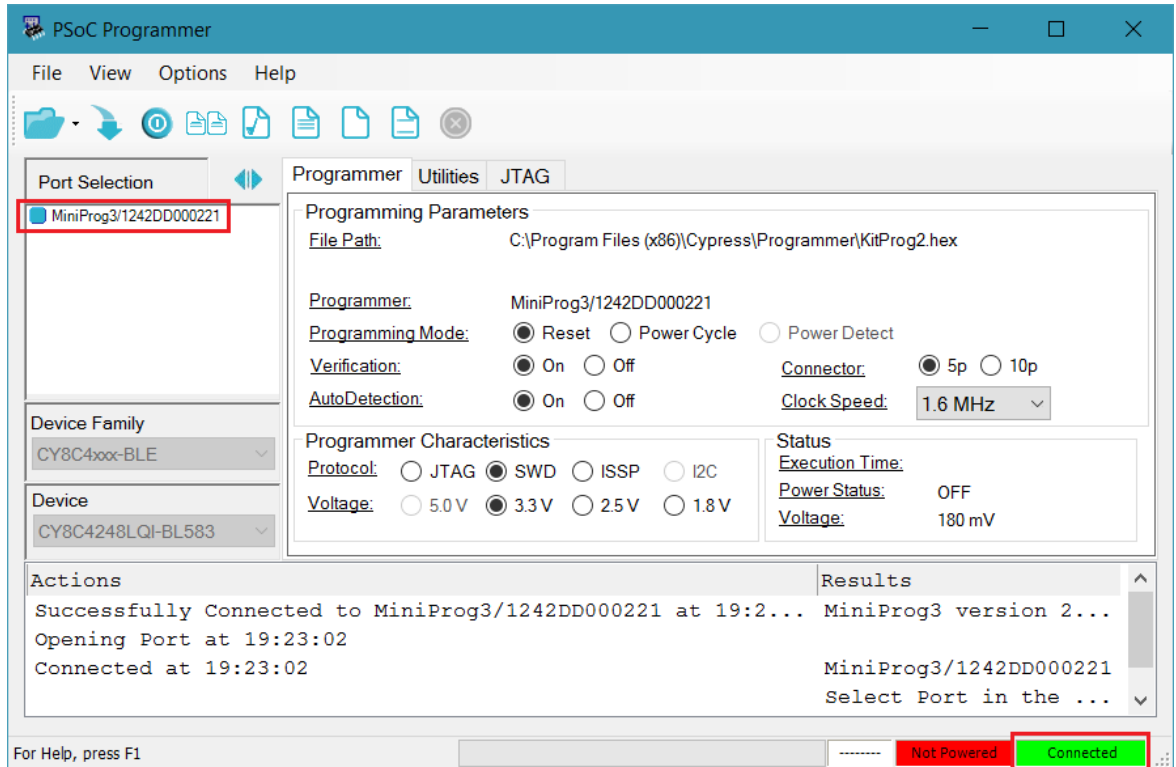 PSoC Programmer
File View Options Help
Port Selection
MiniProg3/1242DD000221
Device Family
CY8C4xxx-BLE
Device
CY8C4248LQI-BL583
Programmer Utilities JTAG
Programming Parameters
File Path: C:\Program Files (x86)\Cypress\Programmer\KitProg2.hex
Programmer: MiniProg3/1242DD000221
Programming Mode: Reset Power Cycle Power Detect
Verification: On Off Connector: 5p 10p
AutoDetection: On Off Clock Speed: 1.6 MHz
Programmer Characteristics
Protocol: JTAG SWD ISSP I2C
Voltage: 5.0 V 3.3 V 2.5 V 1.8 V
Status
Execution Time:
Power Status: OFF
Voltage: 180 mV
Actions Results
Successfully Connected to MiniProg3/1242DD000221 at 19:2... MiniProg3 version 2...
Opening Port at 19:23:02
Connected at 19:23:02 MiniProg3/1242DD000221
Select Port in the ...
For Help, press F1 -------- Not Powered Connected